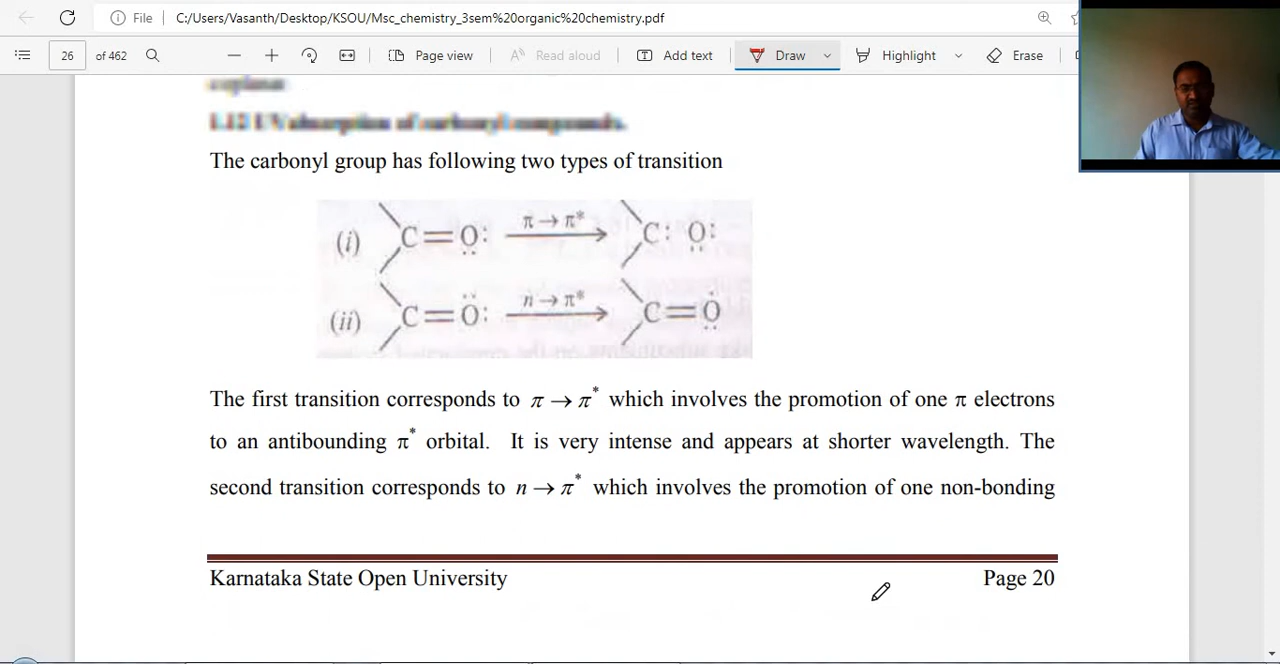 File C:/Users/Vasanth/Desktop/KSOU/Msc_chemistry_3sem%20organic%20chemistry.pdf
26 of 462 Page view Read aloud Add text Draw Highlight Erase
The carbonyl group has following two types of transition
(i) C=O: π→π* C: O:
(ii) C=O: n→π* C=O
The first transition corresponds to π → π* which involves the promotion of one π electrons
to an antibounding π* orbital. It is very intense and appears at shorter wavelength. The
second transition corresponds to n → π* which involves the promotion of one non-bonding
Karnataka State Open University Page 20